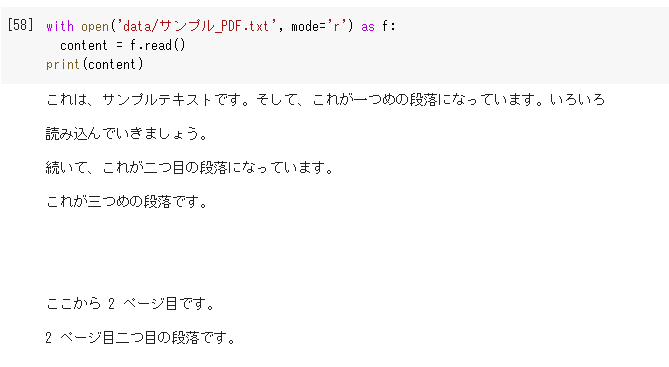 [58] with open('data/サンプル_PDF.txt', mode='r') as f:
content = f.read()
print(content)
これは、サンプルテキストです。そして、これが一つめの段落になっています。いろいろ
読み込んでいきましょう。
続いて、これが二つ目の段落になっています。
これが三つめの段落です。
ここから 2 ページ目です。
2 ページ目二つ目の段落です。